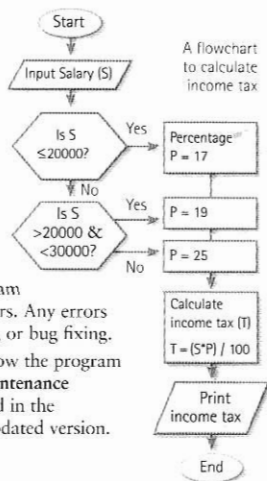 Start
A flowchart
to calculate
income tax
Input Salary (S)
Is S
≤20000?
Yes
Percentage
P = 17
No
Is S
>20000 &
<30000?
Yes
P = 19
No
P = 25
Calculate
income tax (T)
T = (S*P) / 100
Print
income tax
End
rs. Any errors
or bug fixing.
ow the program
ntenance
d in the
dated version.